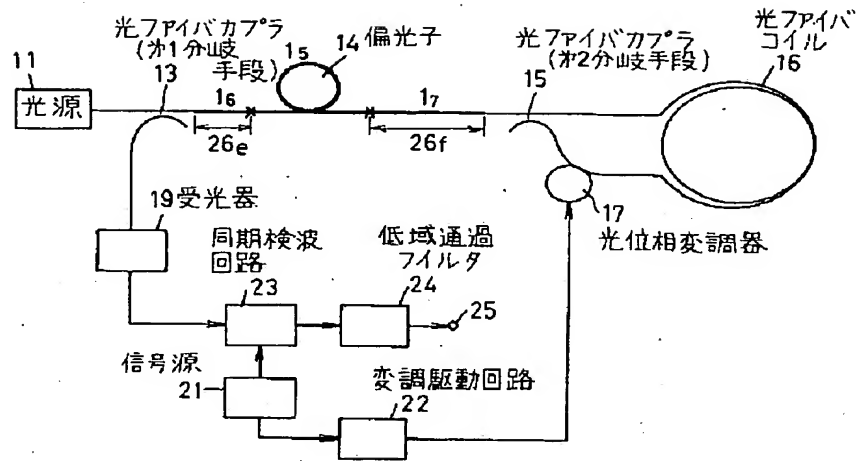 光ファイバカプラ
(第1分岐
手段)
13
11
光源
1₅
14 偏光子
1₆
1₇
26e
26f
光ファイバカプラ
(第2分岐手段)
15
光ファイバ
コイル
16
17
光位相変調器
19 受光器
同期検波
回路
23
低域通過
フィルタ
24
25
信号源
21
変調駆動回路
22